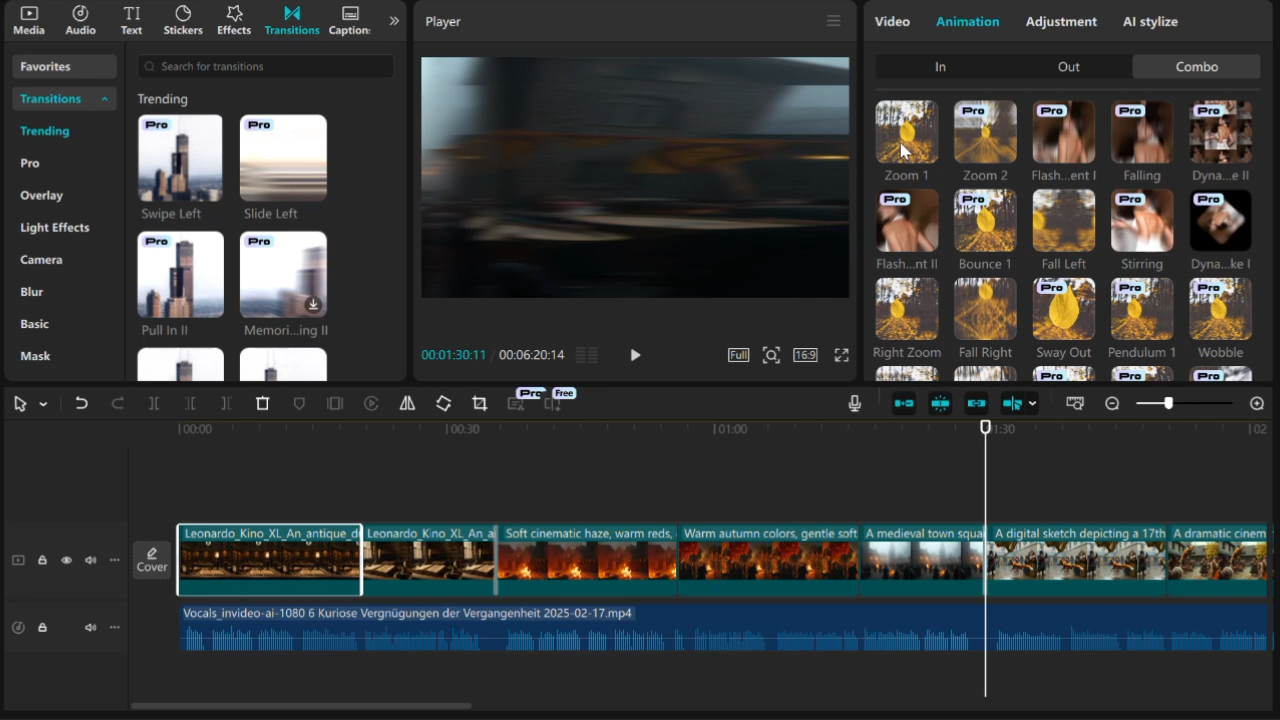 Media Audio Text Stickers Effects Transitions Caption
Favorites
Transitions
Trending
Pro
Overlay
Light Effects
Camera
Blur
Basic
Mask
Search for transitions
Trending
Pro Pro
Swipe Left Slide Left
Pro Pro
Pull In II Memori...ing II
Player
00:01:30:11 00:06:20:14
Full 16:9
Video Animation Adjustment AI stylize
In Out Combo
Pro Pro Pro Pro
Zoom 1 Zoom 2 Flash...ent I Falling Dyna...e II
Pro Pro Pro Pro
Flash...nt II Bounce 1 Fall Left Stirring Dyna...ke I
Pro Pro Pro
Right Zoom Fall Right Sway Out Pendulum 1 Wobble
Pro Pro Pro
Pro Free
00:00 00:30 01:00 1:30 02
Cover
Leonardo_Kino_XL_An_antique_d Leonardo_Kino_XL_An_a Soft cinematic haze, warm reds, Warm autumn colors, gentle soft A medieval town squa A digital sketch depicting a 17th A dramatic cinem
Vocals_invideo-ai-1080 6 Kuriose Vergnügungen der Vergangenheit 2025-02-17.mp4